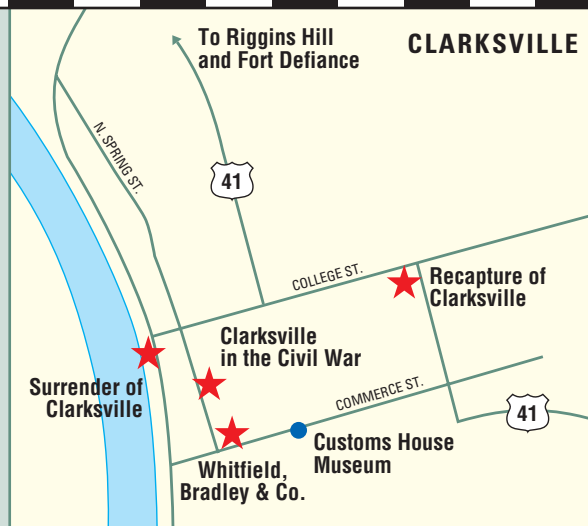 To Riggins Hill
and Fort Defiance
CLARKSVILLE
N. SPRING ST.
41
COLLEGE ST.
Recapture of
Clarksville
Clarksville
in the Civil War
Surrender of
Clarksville
COMMERCE ST.
41
Customs House
Museum
Whitfield,
Bradley & Co.